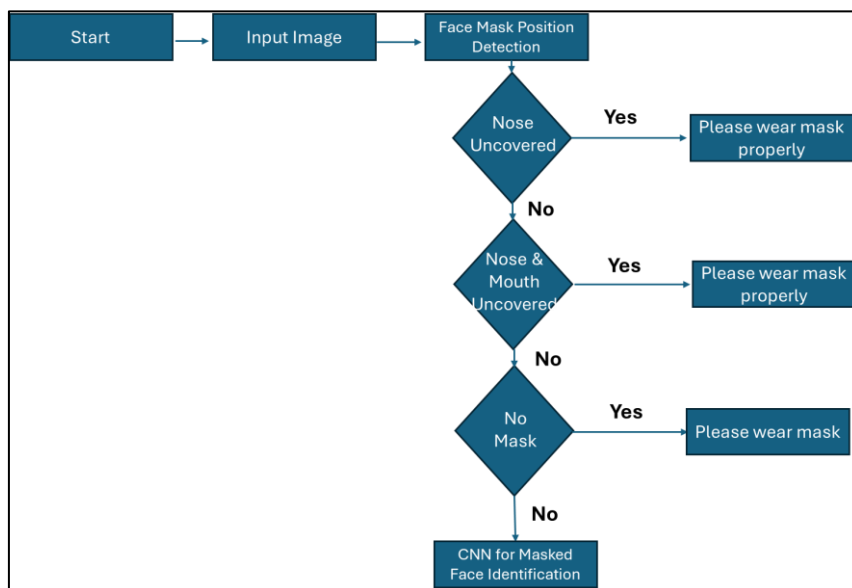 Start
Input Image
Face Mask Position
Detection
Nose
Uncovered
Yes
Please wear mask
properly
No
Nose &
Mouth
Uncovered
Yes
Please wear mask
properly
No
No
Mask
Yes
Please wear mask
No
CNN for Masked
Face Identification